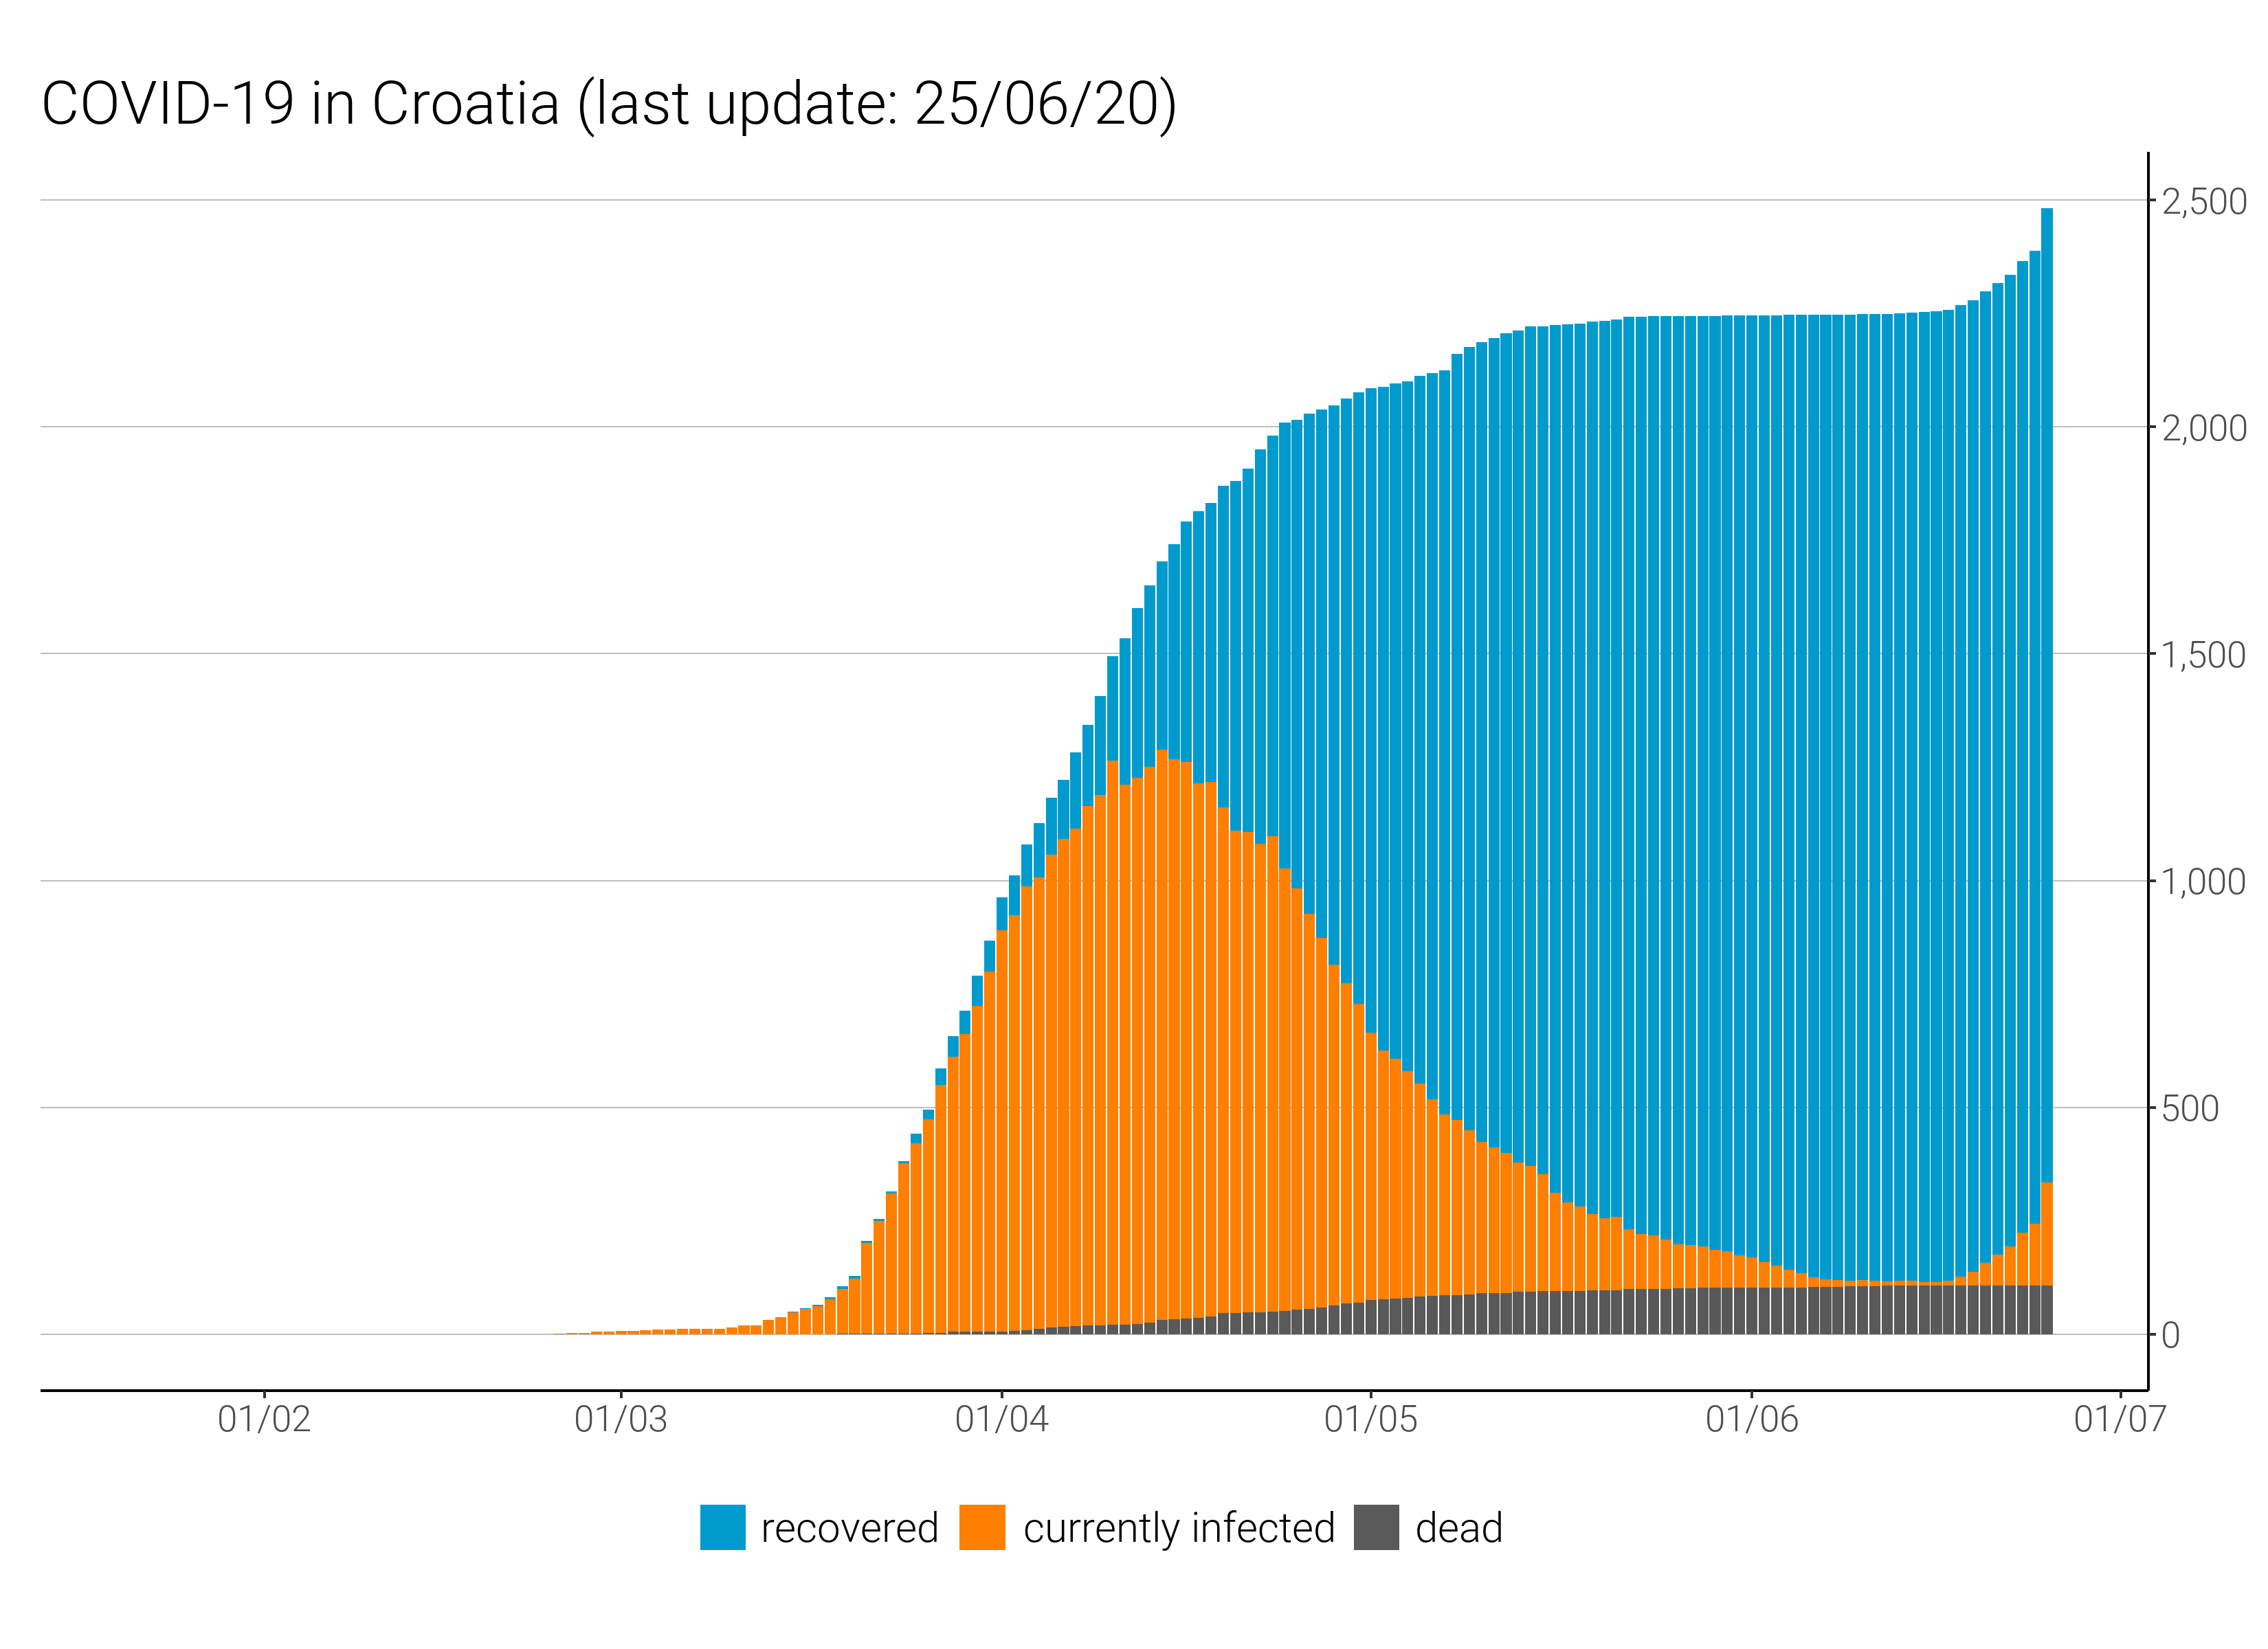 COVID-19 in Croatia (last update: 25/06/20)
2,500
2,000
1,500
1,000
500
0
01/02 01/03 01/04 01/05 01/06 01/07
recovered currently infected dead